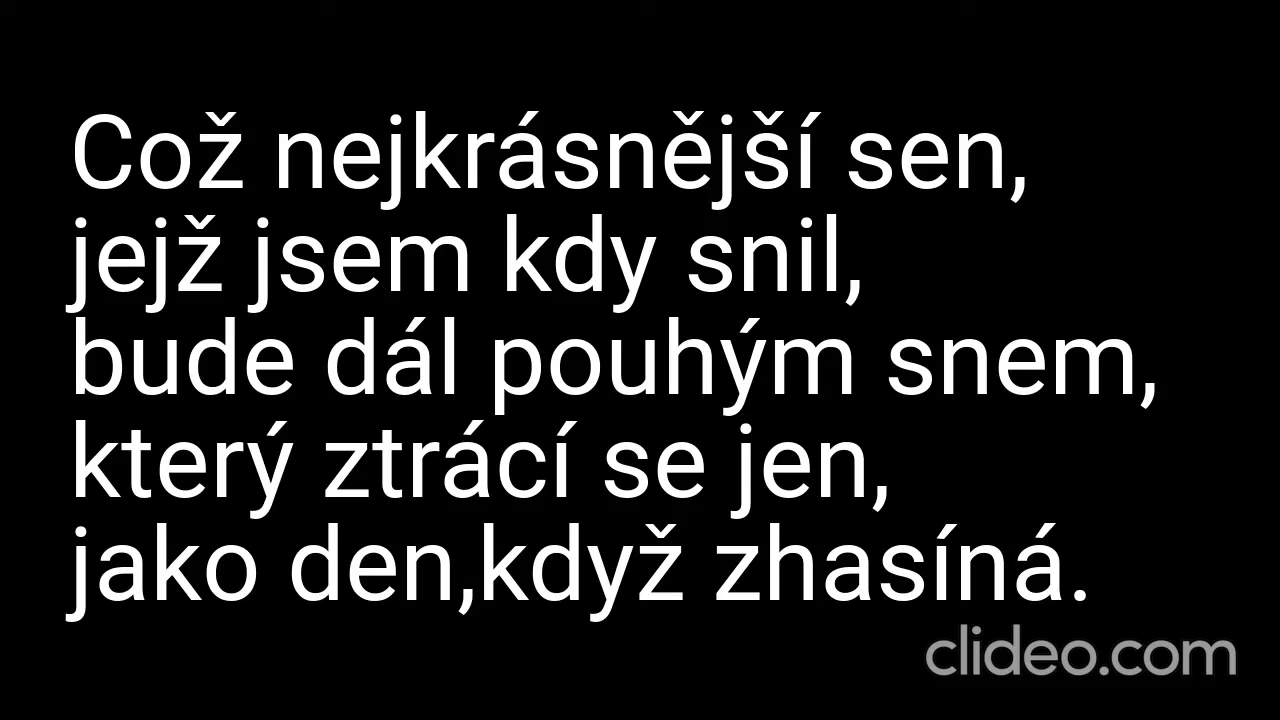 Což nejkrásnější sen,
jejž jsem kdy snil,
bude dál pouhým snem,
který ztrácí se jen,
jako den,když zhasíná.
clideo.com